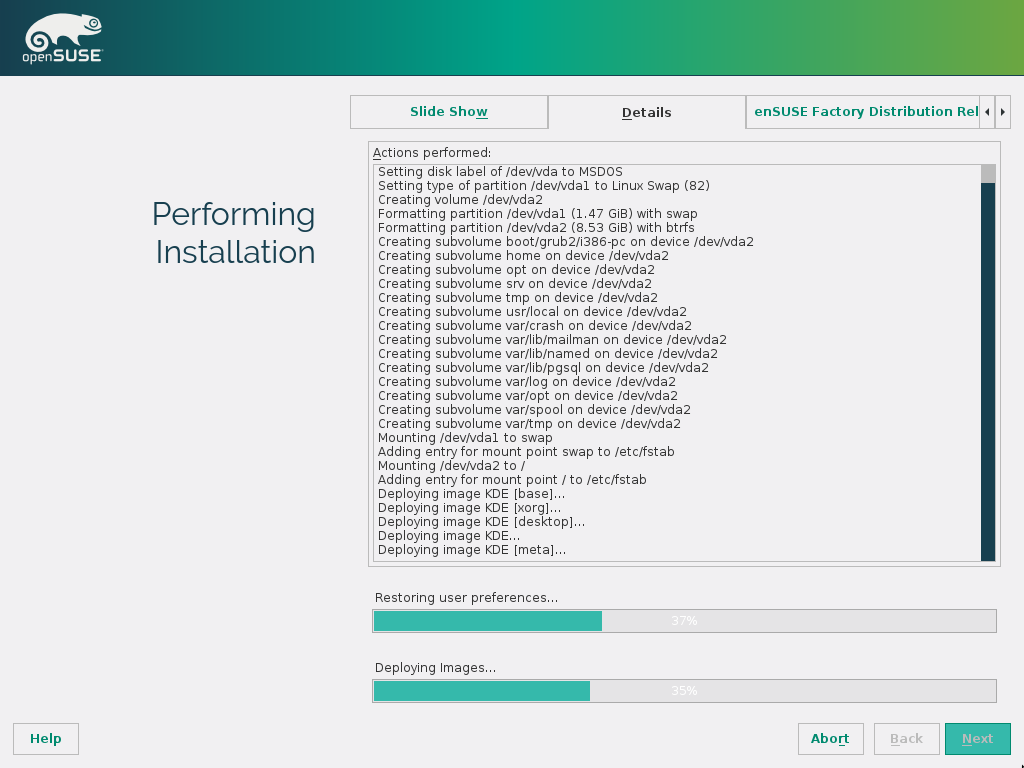 openSUSE
Slide Show
Details
enSUSE Factory Distribution Rel
Performing
Installation
Actions performed:
Setting disk label of /dev/vda to MSDOS
Setting type of partition /dev/vda1 to Linux Swap (82)
Creating volume /dev/vda2
Formatting partition /dev/vda1 (1.47 GiB) with swap
Formatting partition /dev/vda2 (8.53 GiB) with btrfs
Creating subvolume boot/grub2/i386-pc on device /dev/vda2
Creating subvolume home on device /dev/vda2
Creating subvolume opt on device /dev/vda2
Creating subvolume srv on device /dev/vda2
Creating subvolume tmp on device /dev/vda2
Creating subvolume usr/local on device /dev/vda2
Creating subvolume var/crash on device /dev/vda2
Creating subvolume var/lib/mailman on device /dev/vda2
Creating subvolume var/lib/named on device /dev/vda2
Creating subvolume var/lib/pgsql on device /dev/vda2
Creating subvolume var/log on device /dev/vda2
Creating subvolume var/opt on device /dev/vda2
Creating subvolume var/spool on device /dev/vda2
Creating subvolume var/tmp on device /dev/vda2
Mounting /dev/vda1 to swap
Adding entry for mount point swap to /etc/fstab
Mounting /dev/vda2 to /
Adding entry for mount point / to /etc/fstab
Deploying image KDE [base]...
Deploying image KDE [xorg]...
Deploying image KDE [desktop]...
Deploying image KDE...
Deploying image KDE [meta]...
Restoring user preferences...
37%
Deploying Images...
35%
Help
Abort
Back
Next